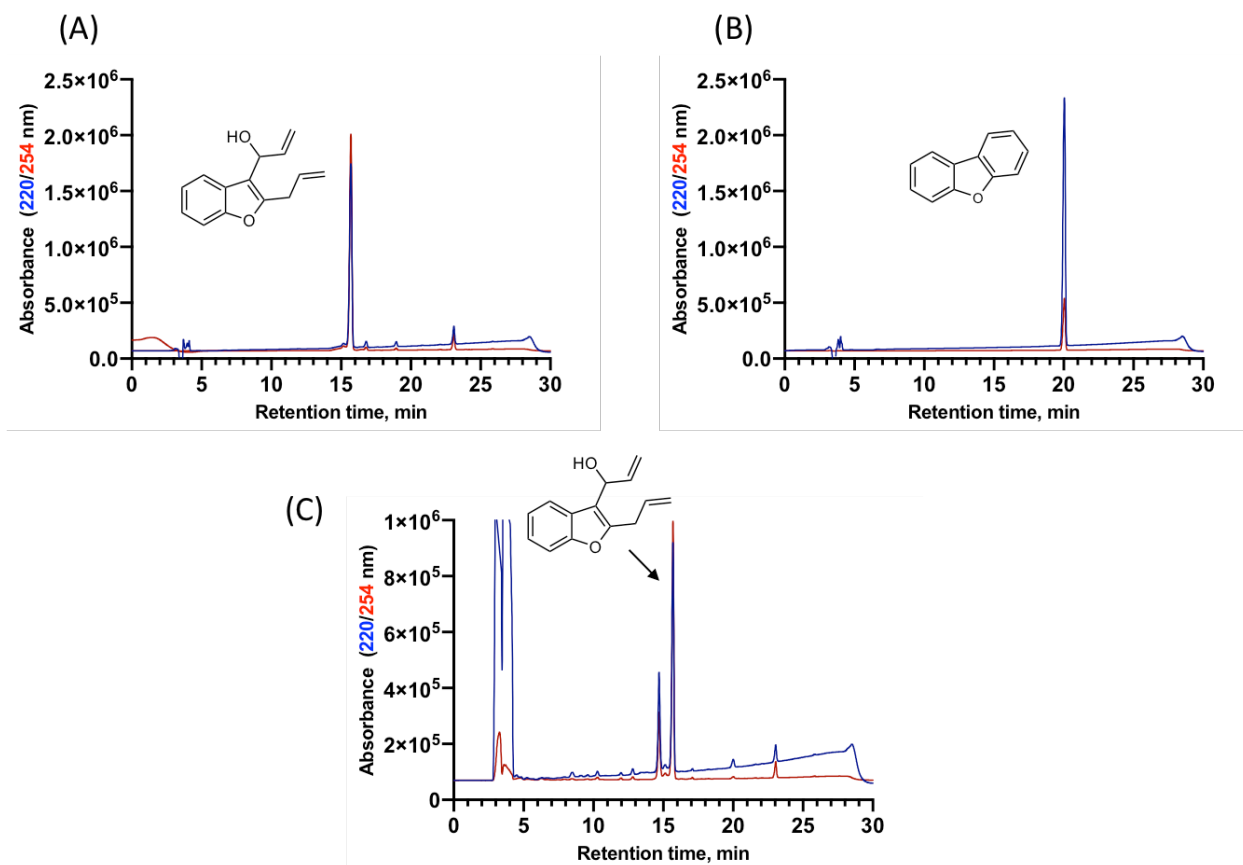 (A)
Absorbance (220/254 nm)
2.5×10⁶
2.0×10⁶
1.5×10⁶
1.0×10⁶
5.0×10⁵
0.0
HO
O
0 5 10 15 20 25 30
Retention time, min
(B)
Absorbance (220/254 nm)
2.5×10⁶
2.0×10⁶
1.5×10⁶
1.0×10⁶
5.0×10⁵
0.0
O
0 5 10 15 20 25 30
Retention time, min
(C)
Absorbance (220/254 nm)
1×10⁶
8×10⁵
6×10⁵
4×10⁵
2×10⁵
0
HO
O
0 5 10 15 20 25 30
Retention time, min